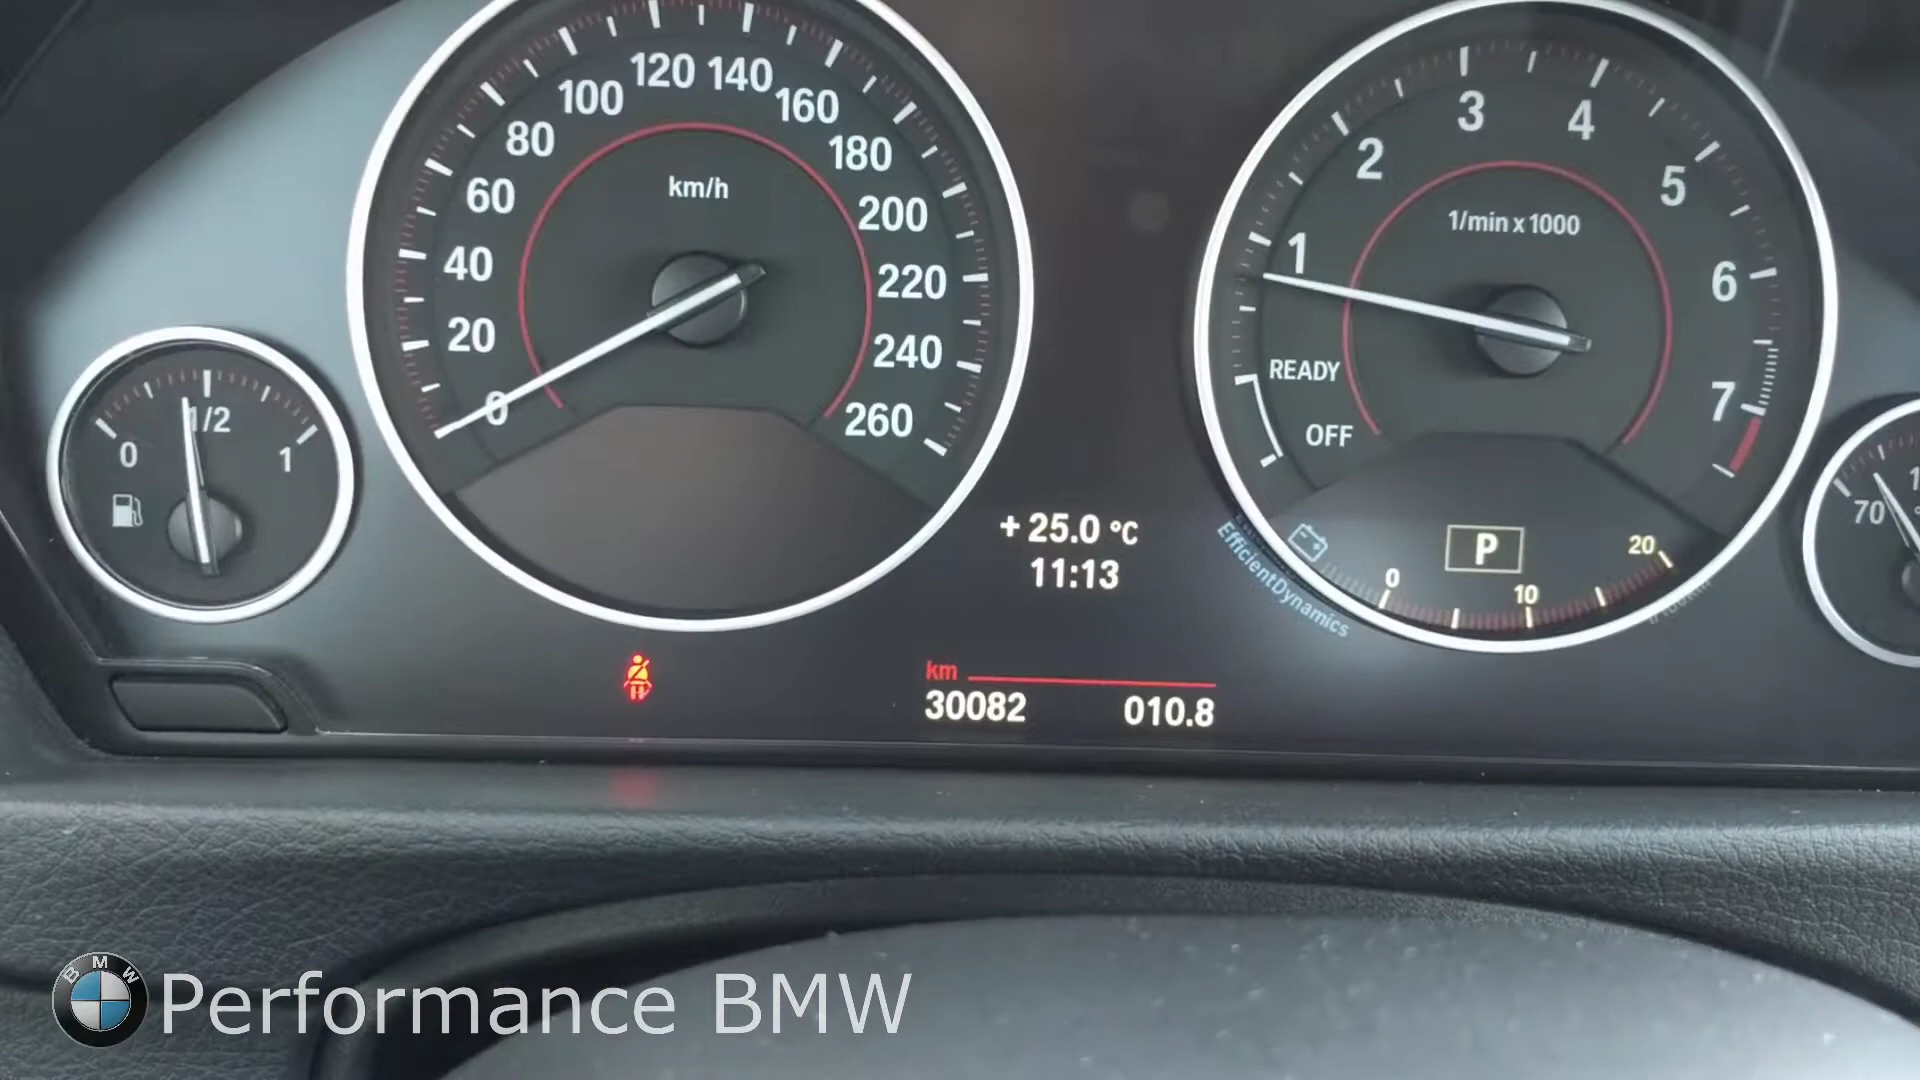 120 140
100 160
80 180
60 200
40 220
20 240
0 260
km/h
0 1/2 1
3 4
2 5
1 6
7
1/min x 1000
READY
OFF
+ 25.0 °C
11:13
EfficientDynamics
P
0 10 20
70
km
30082 010.8
BMW
Performance BMW